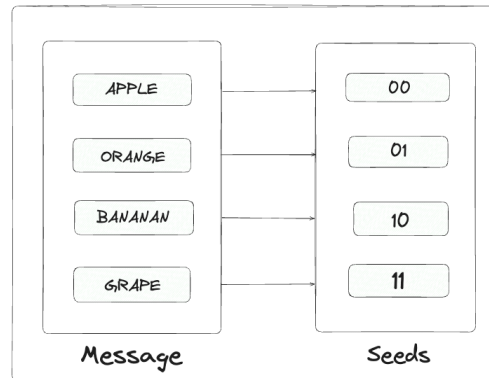 APPLE
00
ORANGE
01
BANANAN
10
GRAPE
11
Message
Seeds